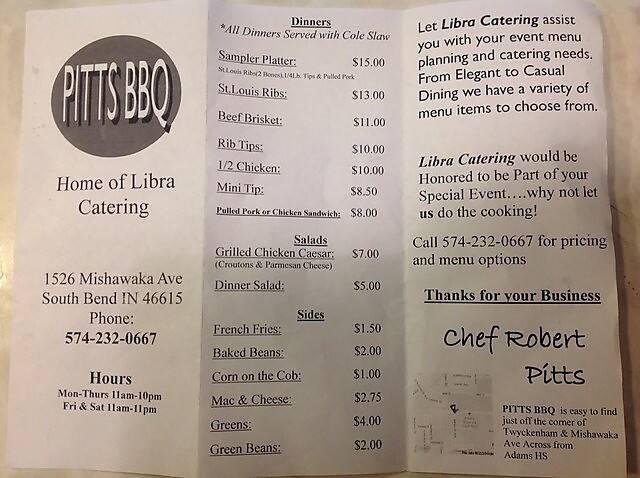 PITTS BBQ
Home of Libra
Catering
1526 Mishawaka Ave
South Bend IN 46615
Phone:
574-232-0667
Hours
Mon-Thurs 11am-10pm
Fri & Sat 11am-11pm
Dinners
*All Dinners Served with Cole Slaw
Sampler Platter: $15.00
St.Louis Ribs(2 Bones),1/4Lb. Tips & Pulled Pork
St.Louis Ribs: $13.00
Beef Brisket: $11.00
Rib Tips: $10.00
1/2 Chicken: $10.00
Mini Tip: $8.50
Pulled Pork or Chicken Sandwich: $8.00
Salads
Grilled Chicken Caesar: $7.00
(Croutons & Parmesan Cheese)
Dinner Salad: $5.00
Sides
French Fries: $1.50
Baked Beans: $2.00
Corn on the Cob: $1.00
Mac & Cheese: $2.75
Greens: $4.00
Green Beans: $2.00
Let Libra Catering assist
you with your event menu
planning and catering needs.
From Elegant to Casual
Dining we have a variety of
menu items to choose from.
Libra Catering would be
Honored to be Part of your
Special Event….why not let
us do the cooking!
Call 574-232-0667 for pricing
and menu options
Thanks for your Business
Chef Robert
Pitts
PITTS BBQ is easy to find
just off the corner of
Twyckenham & Mishawaka
Ave Across from
Adams HS